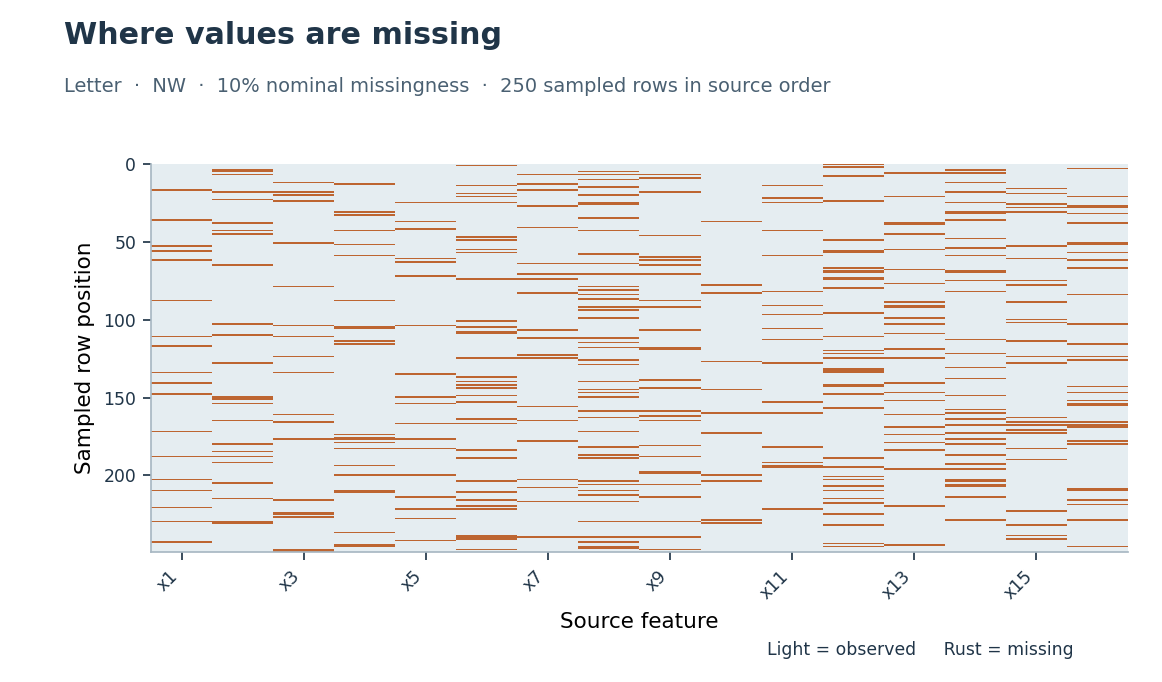 Where values are missing
Letter · NW · 10% nominal missingness · 250 sampled rows in source order
0
50
100
150
200
Sampled row position
x1
x3
x5
x7
x9
x11
x13
x15
Source feature
Light = observed Rust = missing